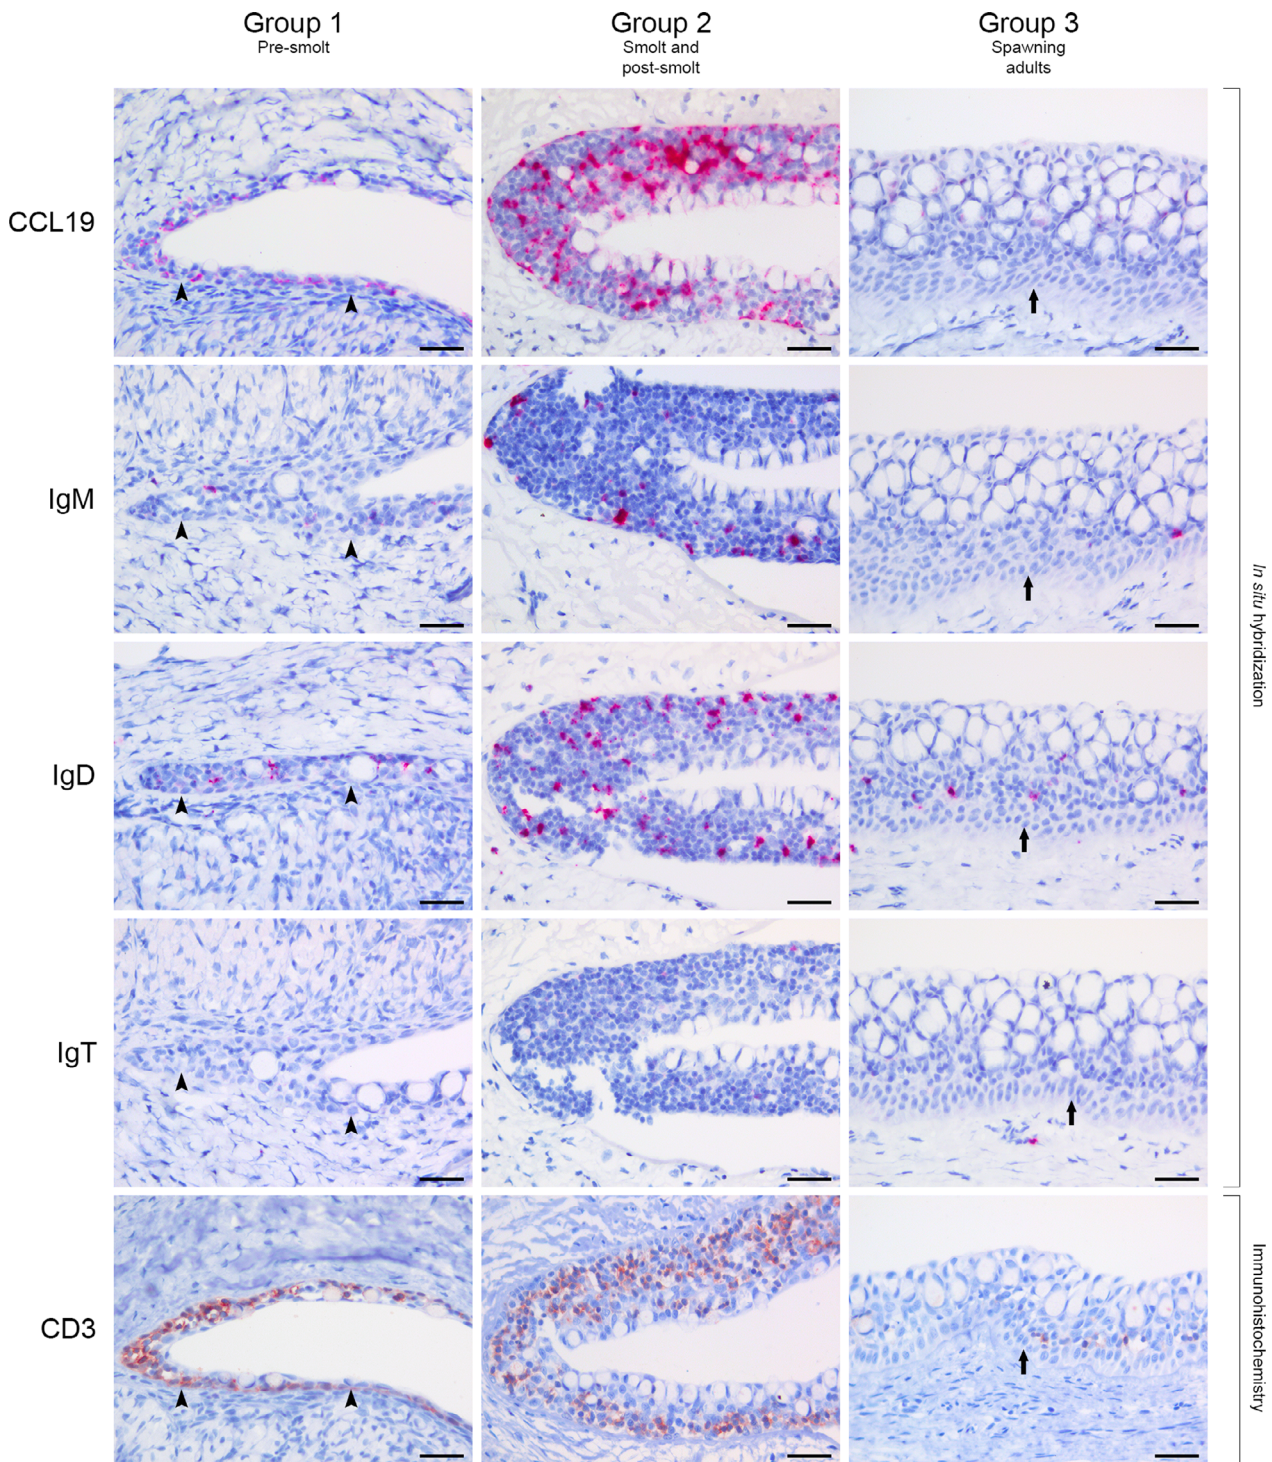 Group 1
Pre-smolt
Group 2
Smolt and
post-smolt
Group 3
Spawning
adults
CCL19
IgM
IgD
IgT
CD3
In situ hybridization
Immunohistochemistry